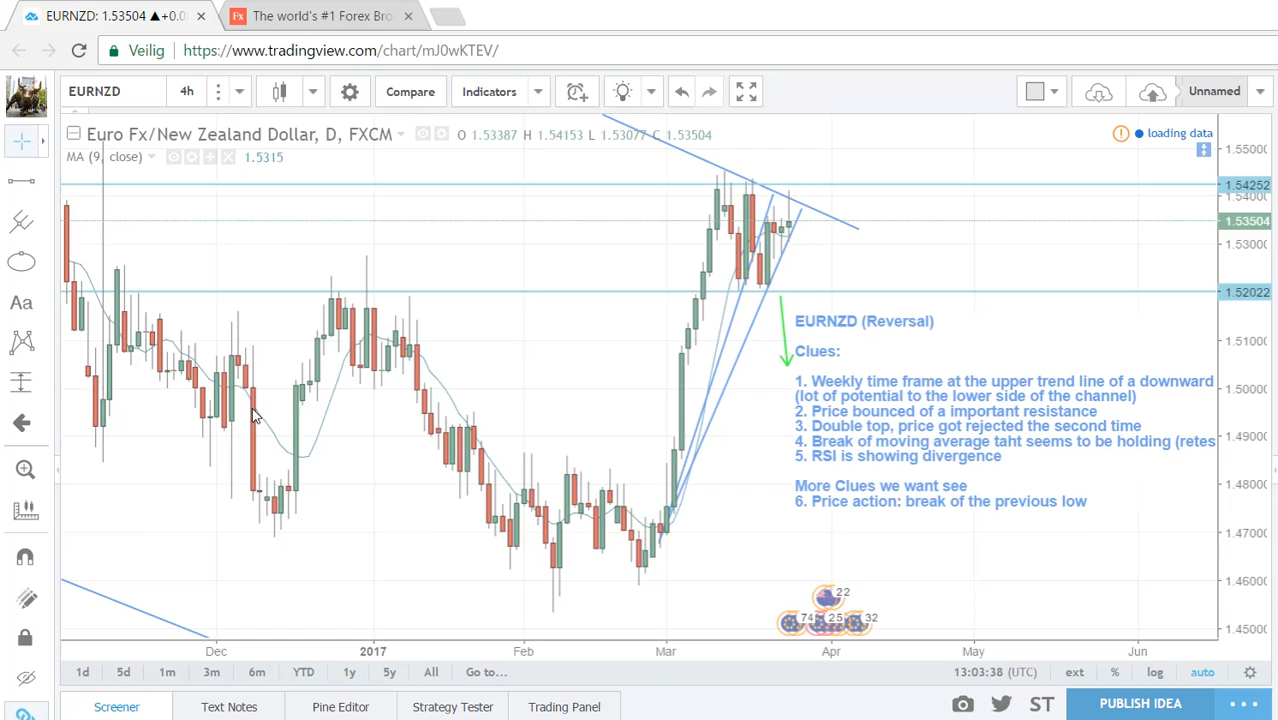 EURNZD: 1.53504 ▲+0.0
The world's #1 Forex Bro
Veilig
https://www.tradingview.com/chart/mJ0wKTEV/
EURNZD 4h Compare Indicators Unnamed
Euro Fx/New Zealand Dollar, D, FXCM O 1.53387 H 1.54153 L 1.53077 C 1.53504
loading data
MA (9, close) 1.5315
1.55000
1.54252
1.54000
1.53504
1.53000
1.52022
1.51000
1.50000
1.49000
1.48000
1.47000
1.46000
1.45000
EURNZD (Reversal)
Clues:
1. Weekly time frame at the upper trend line of a downward
(lot of potential to the lower side of the channel)
2. Price bounced of a important resistance
3. Double top, price got rejected the second time
4. Break of moving average taht seems to be holding (retes
5. RSI is showing divergence
More Clues we want see
6. Price action: break of the previous low
22
74 25 32
Dec 2017 Feb Mar Apr May Jun
1d 5d 1m 3m 6m YTD 1y 5y All Go to... 13:03:38 (UTC) ext % log auto
Screener Text Notes Pine Editor Strategy Tester Trading Panel ST PUBLISH IDEA